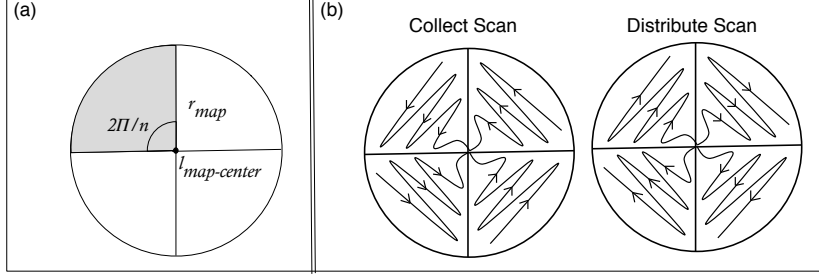 (a)
2Π/n
r_map
l_map-center
(b)
Collect Scan
Distribute Scan